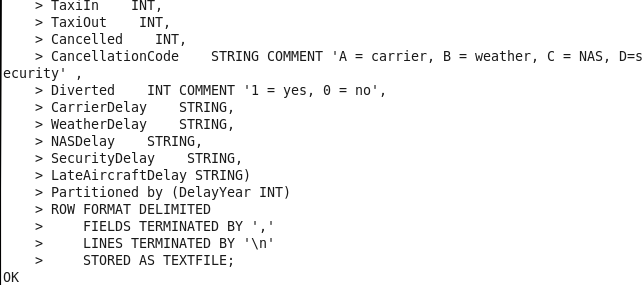 > TaxiIn    INT,
> TaxiOut    INT,
> Cancelled    INT,
> CancellationCode    STRING COMMENT 'A = carrier, B = weather, C = NAS, D=s
ecurity' ,
> Diverted    INT COMMENT '1 = yes, 0 = no',
> CarrierDelay    STRING,
> WeatherDelay    STRING,
> NASDelay    STRING,
> SecurityDelay    STRING,
> LateAircraftDelay STRING)
> Partitioned by (DelayYear INT)
> ROW FORMAT DELIMITED
>     FIELDS TERMINATED BY ','
>     LINES TERMINATED BY '\n'
>     STORED AS TEXTFILE;
OK